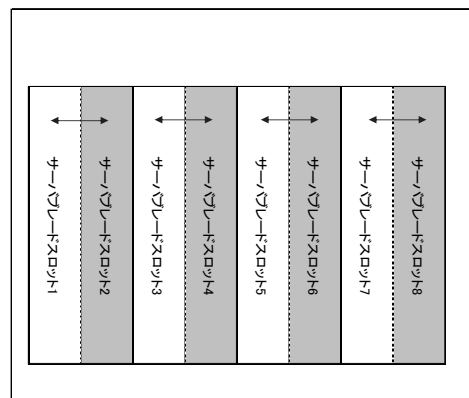 サーバブレードスロット1
サーバブレードスロット2
サーバブレードスロット3
サーバブレードスロット4
サーバブレードスロット5
サーバブレードスロット6
サーバブレードスロット7
サーバブレードスロット8